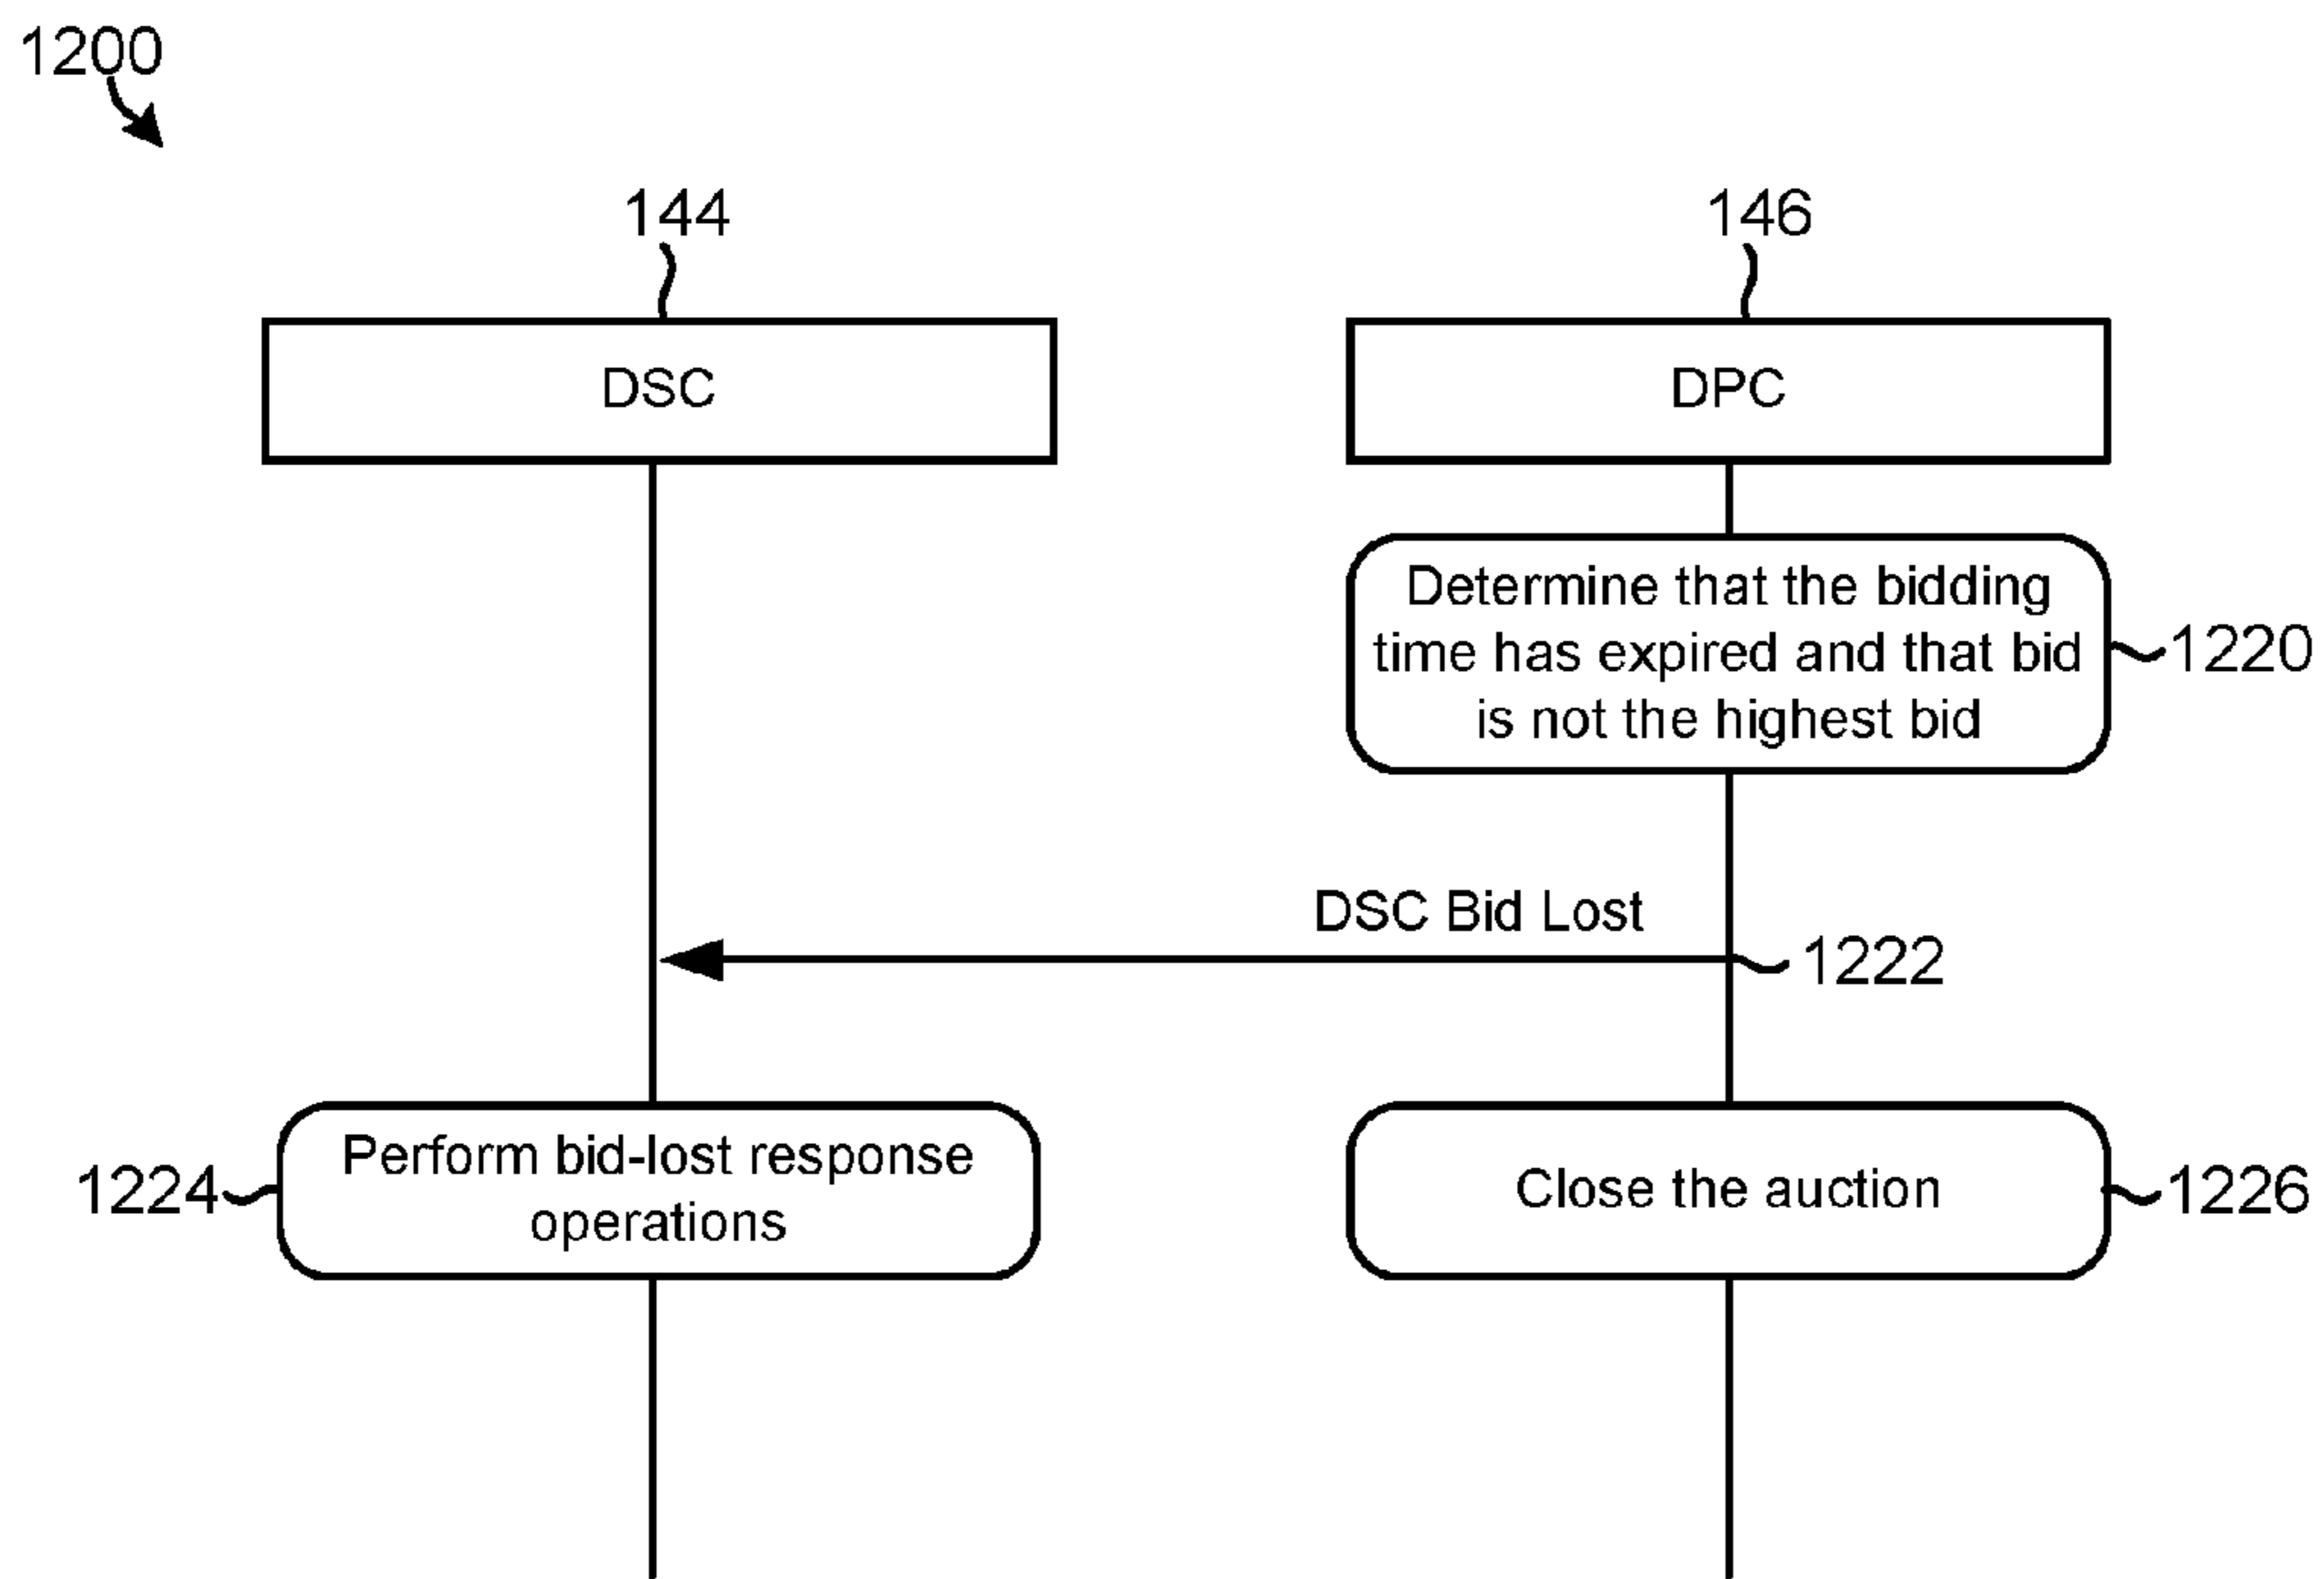 1200
144
146
DSC
DPC
Determine that the bidding
time has expired and that bid
is not the highest bid
1220
DSC Bid Lost
1222
Perform bid-lost response
operations
1224
Close the auction
1226